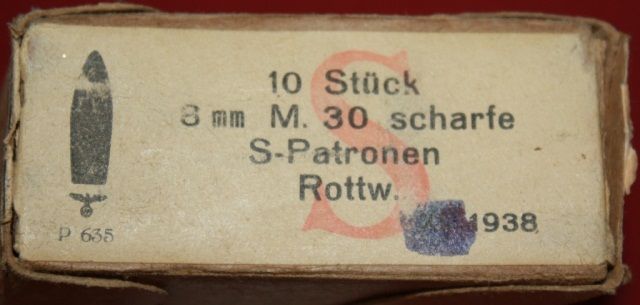 10 Stück
8 mm M. 30 scharfe
S-Patronen
Rottw.
1938
S
P 635